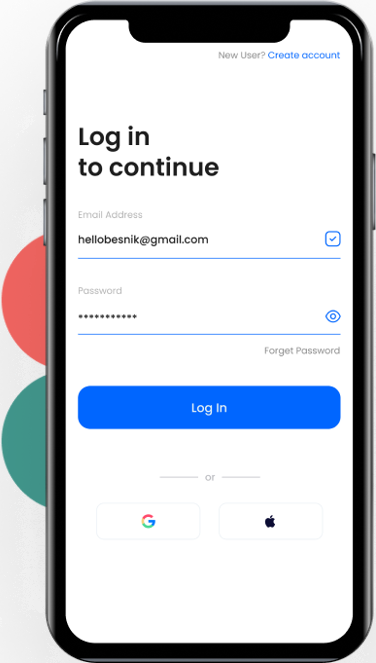 New User? Create account
Log in
to continue
Email Address
hellobesnik@gmail.com
Password
***********
Forget Password
Log In
or